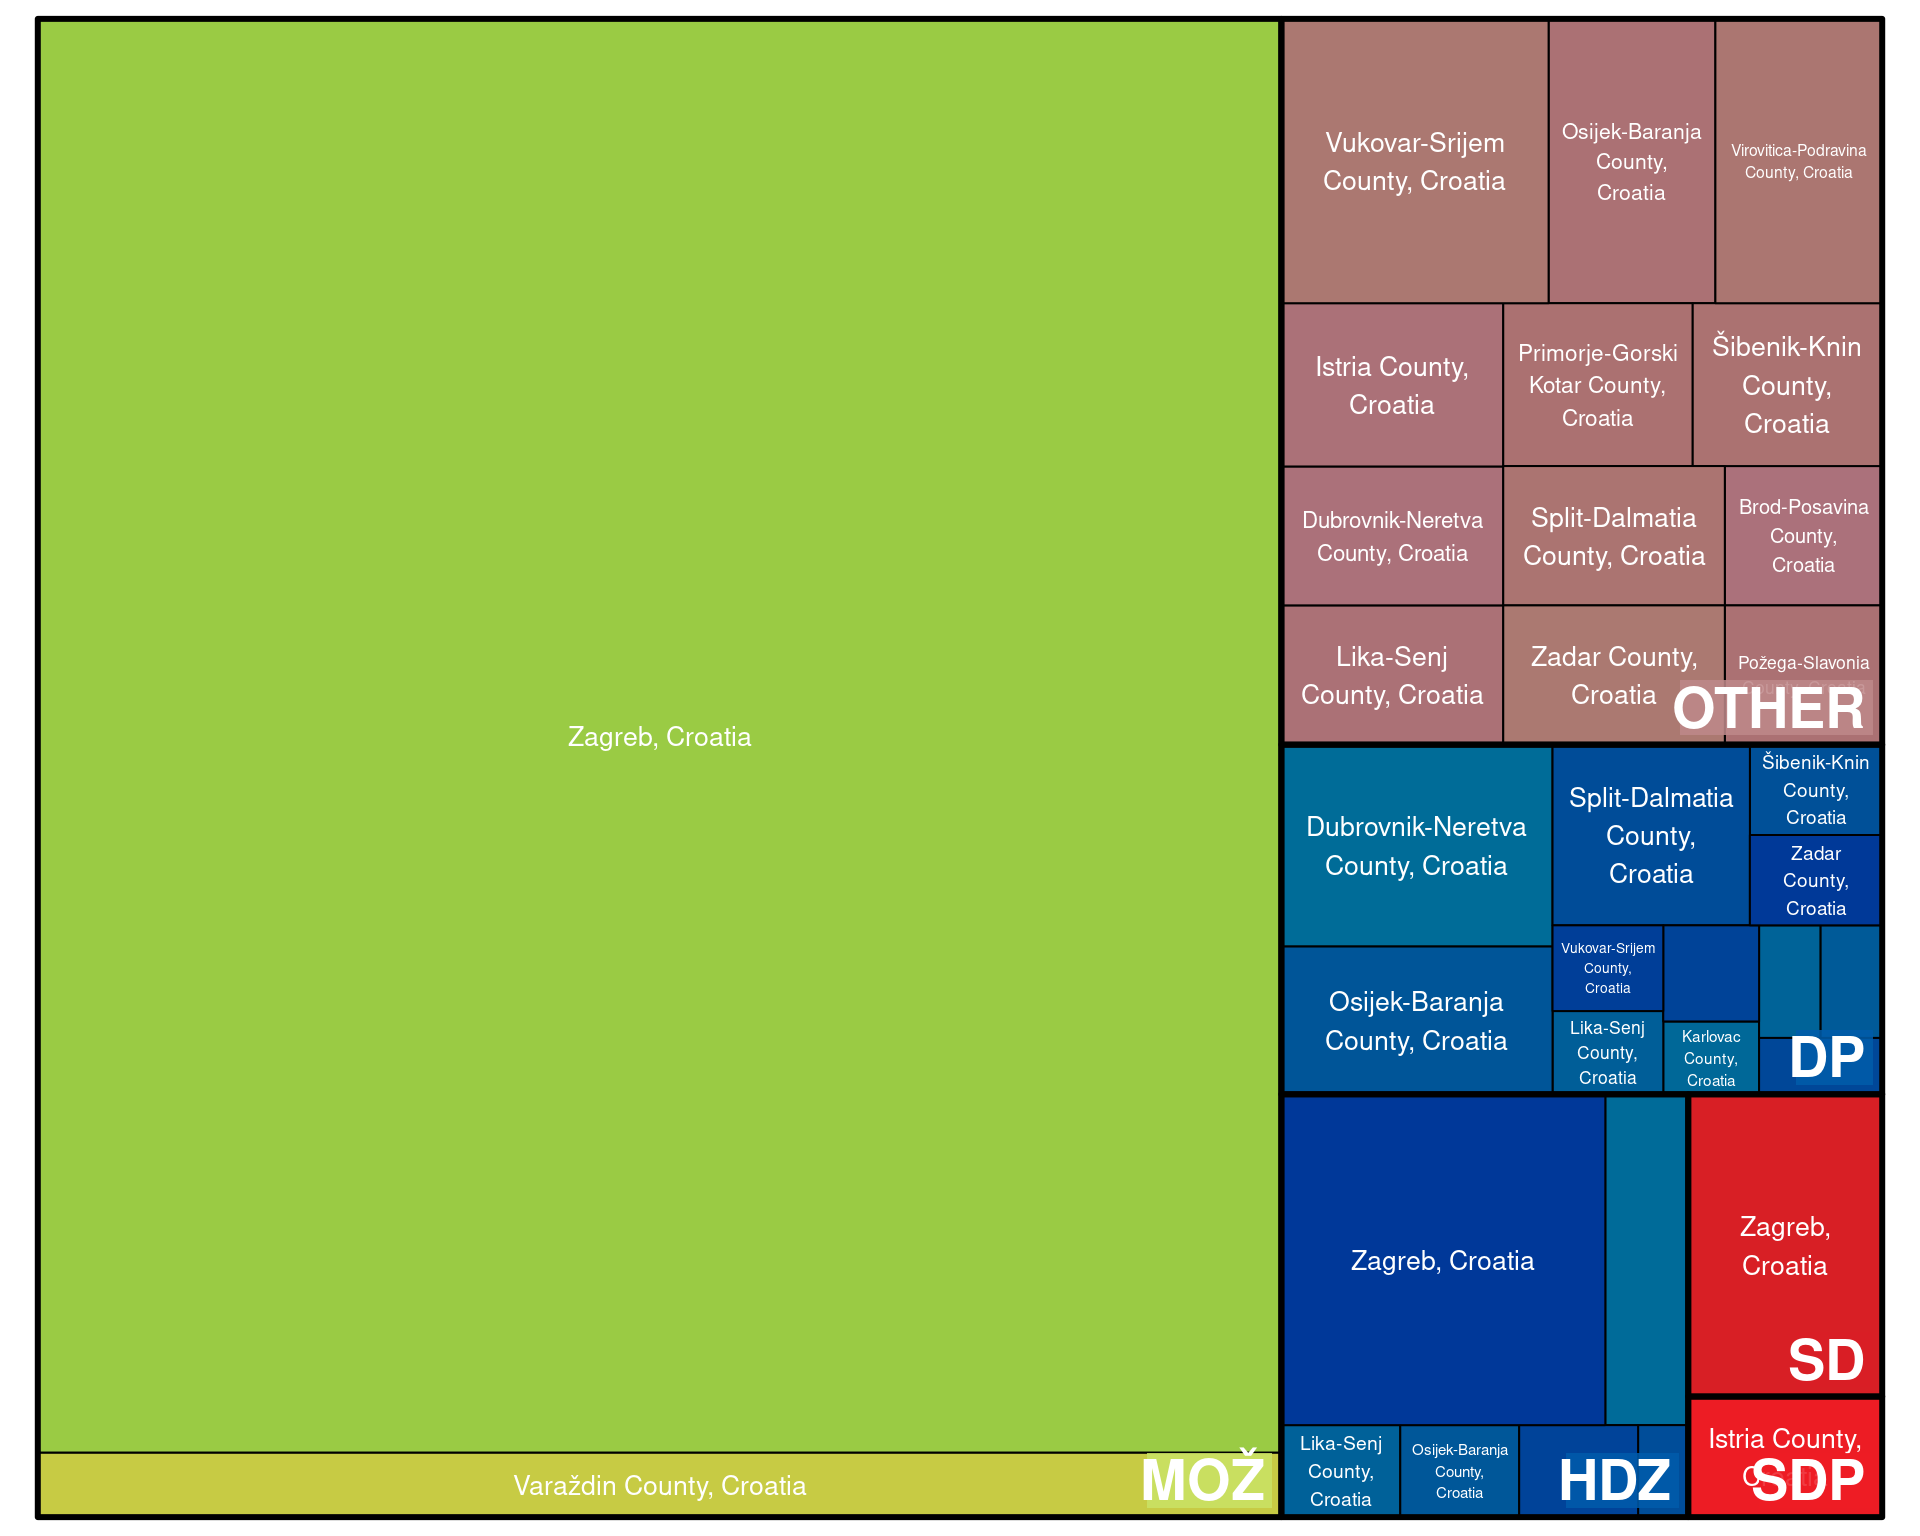 Zagreb, Croatia
Varaždin County, Croatia
MOŽ
Vukovar-Srijem
County, Croatia
Osijek-Baranja
County,
Croatia
Virovitica-Podravina
County, Croatia
Istria County,
Croatia
Primorje-Gorski
Kotar County,
Croatia
Šibenik-Knin
County,
Croatia
Dubrovnik-Neretva
County, Croatia
Split-Dalmatia
County, Croatia
Brod-Posavina
County,
Croatia
Lika-Senj
County, Croatia
Zadar County,
Croatia
Požega-Slavonia
County, Croatia
OTHER
Dubrovnik-Neretva
County, Croatia
Split-Dalmatia
County,
Croatia
Šibenik-Knin
County,
Croatia
Zadar
County,
Croatia
Osijek-Baranja
County, Croatia
Vukovar-Srijem
County,
Croatia
Lika-Senj
County,
Croatia
Karlovac
County,
Croatia
DP
Zagreb, Croatia
Lika-Senj
County,
Croatia
Osijek-Baranja
County,
Croatia
HDZ
Zagreb,
Croatia
SD
Istria County,
SDP